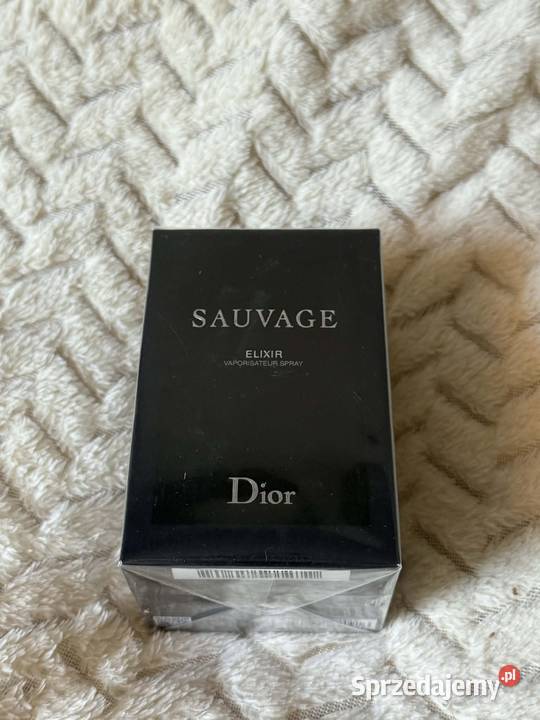 SAUVAGE
ELIXIR
VAPORISATEUR SPRAY
Dior
Sprzedajemy.pl